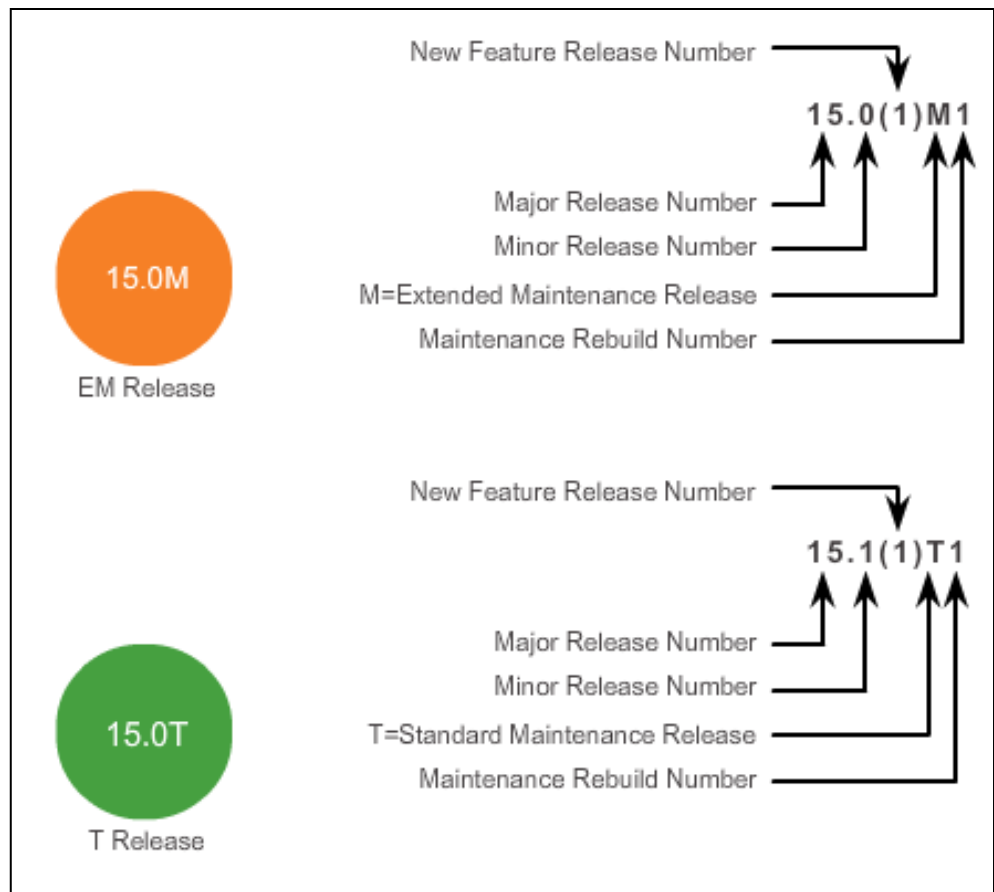 New Feature Release Number
15.0(1)M1
Major Release Number
Minor Release Number
M=Extended Maintenance Release
Maintenance Rebuild Number
15.0M
EM Release
New Feature Release Number
15.1(1)T1
Major Release Number
Minor Release Number
T=Standard Maintenance Release
Maintenance Rebuild Number
15.0T
T Release